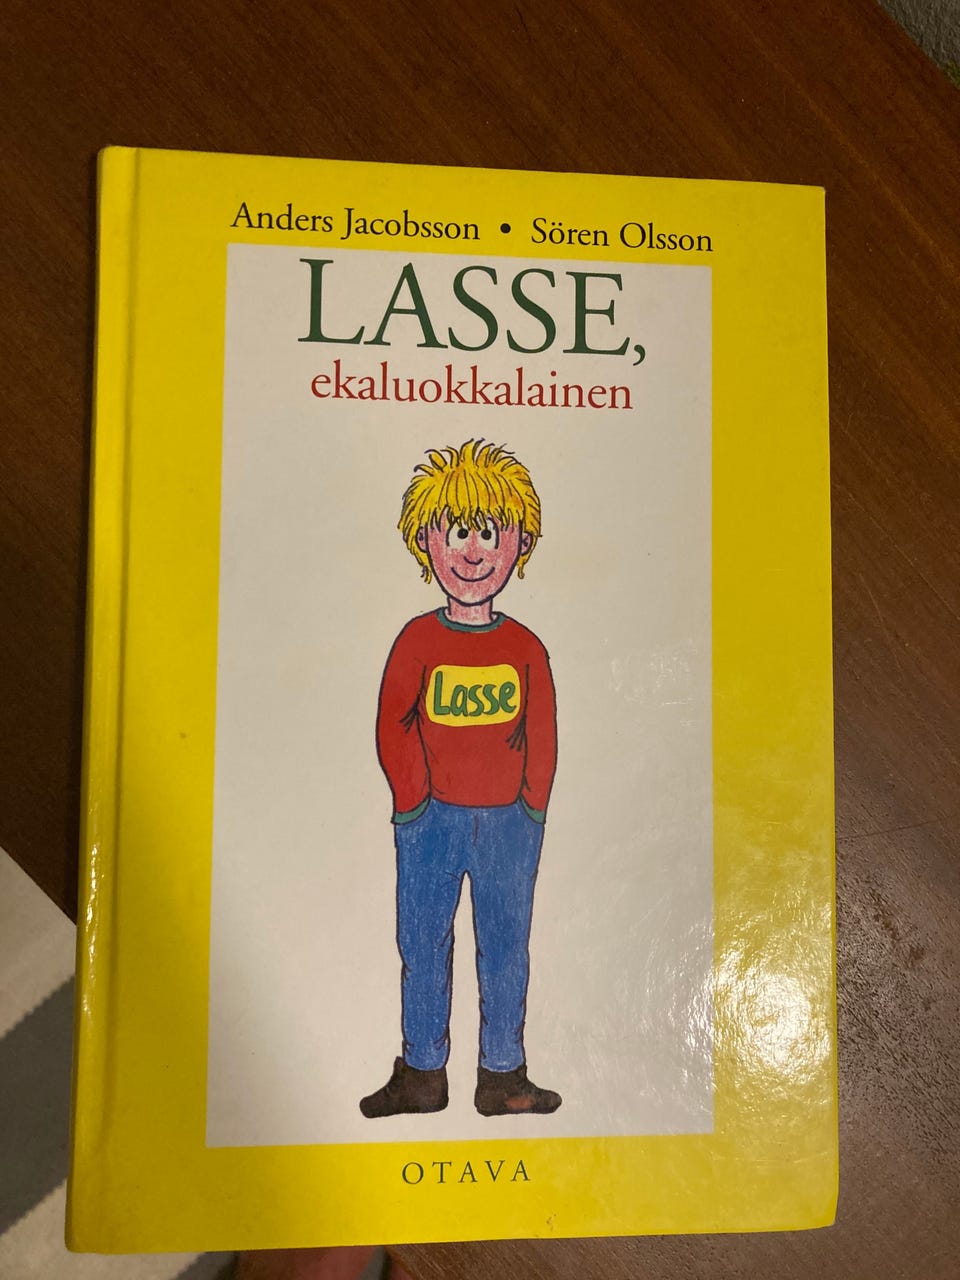 Anders Jacobsson • Sören Olsson
LASSE,
ekaluokkalainen
Lasse
OTAVA